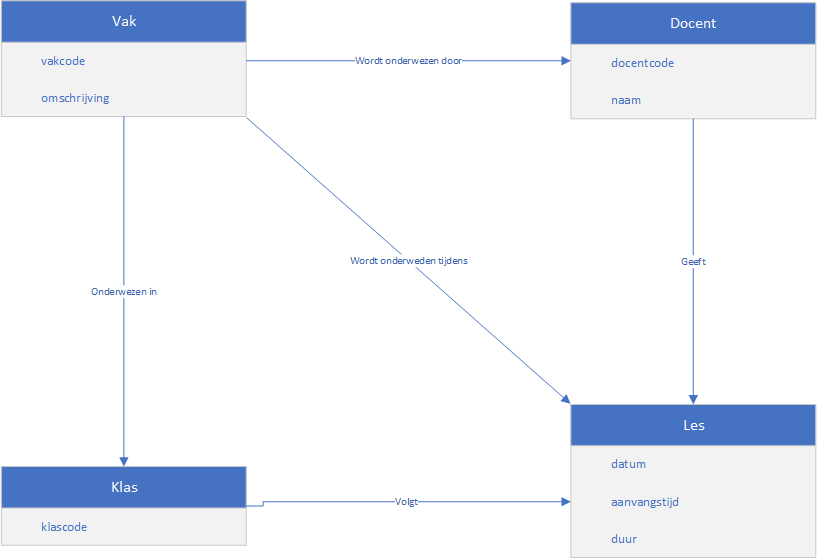 Vak
vakcode
omschrijving
Wordt onderwezen door
Docent
docentcode
naam
Wordt onderweden tijdens
Geeft
Onderwezen in
Klas
klascode
Volgt
Les
datum
aanvangstijd
duur